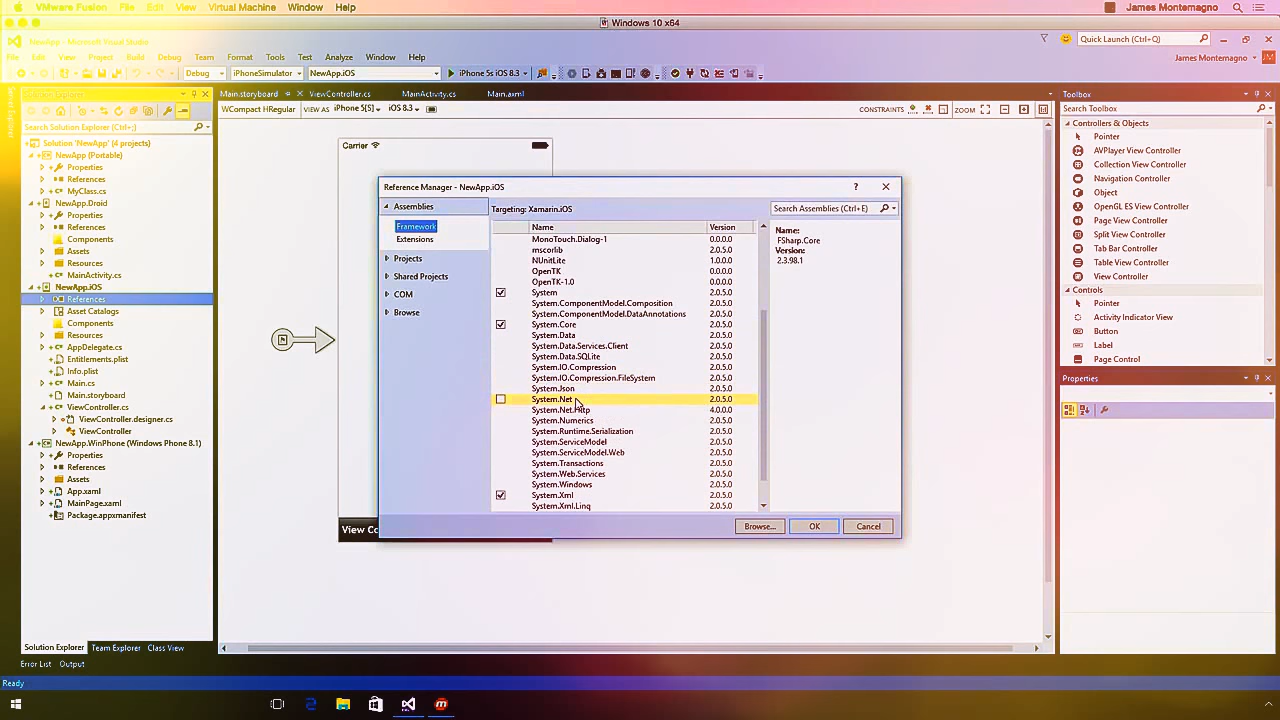 VMware Fusion File Edit View Virtual Machine Window Help James Montemagno
Windows 10 x64
NewApp - Microsoft Visual Studio Quick Launch (Ctrl+Q)
File Edit View Project Build Debug Team Format Tools Test Analyze Window Help James Montemagno
Debug iPhoneSimulator NewApp.iOS iPhone 5s iOS 8.3
Server Explorer
Solution Explorer
Search Solution Explorer (Ctrl+;)
Solution 'NewApp' (4 projects)
NewApp (Portable)
Properties
References
MyClass.cs
NewApp.Droid
Properties
References
Components
Assets
Resources
MainActivity.cs
NewApp.iOS
References
Asset Catalogs
Components
Resources
AppDelegate.cs
Entitlements.plist
Info.plist
Main.cs
Main.storyboard
ViewController.cs
ViewController.designer.cs
ViewController
NewApp.WinPhone (Windows Phone 8.1)
Properties
References
Assets
App.xaml
MainPage.xaml
Package.appxmanifest
Solution Explorer Team Explorer Class View
Error List Output
Ready
Main.storyboard ViewController.cs MainActivity.cs Main.axml
WCompact HRegular VIEW AS iPhone 5[S] iOS 8.3 CONSTRAINTS ZOOM
Carrier
View Co
Reference Manager - NewApp.iOS ?
Assemblies
Framework
Extensions
Projects
Shared Projects
COM
Browse
Targeting: Xamarin.iOS
Search Assemblies (Ctrl+E)
Name Version
MonoTouch.Dialog-1 0.0.0.0
mscorlib 2.0.5.0
NUnitLite 1.0.0.0
OpenTK 0.0.0.0
OpenTK-1.0 0.0.0.0
System 2.0.5.0
System.ComponentModel.Composition 2.0.5.0
System.ComponentModel.DataAnnotations 2.0.5.0
System.Core 2.0.5.0
System.Data 2.0.5.0
System.Data.Services.Client 2.0.5.0
System.Data.SQLite 2.0.5.0
System.IO.Compression 2.0.5.0
System.IO.Compression.FileSystem 2.0.5.0
System.Json 2.0.5.0
System.Net 2.0.5.0
System.Net.Http 4.0.0.0
System.Numerics 2.0.5.0
System.Runtime.Serialization 2.0.5.0
System.ServiceModel 2.0.5.0
System.ServiceModel.Web 2.0.5.0
System.Transactions 2.0.5.0
System.Web.Services 2.0.5.0
System.Windows 2.0.5.0
System.Xml 2.0.5.0
System.Xml.Linq 2.0.5.0
Name:
FSharp.Core
Version:
2.3.98.1
Browse... OK Cancel
Toolbox
Search Toolbox
Controllers & Objects
Pointer
AVPlayer View Controller
Collection View Controller
Navigation Controller
Object
OpenGL ES View Controller
Page View Controller
Split View Controller
Tab Bar Controller
Table View Controller
View Controller
Controls
Pointer
Activity Indicator View
Button
Label
Page Control
Properties